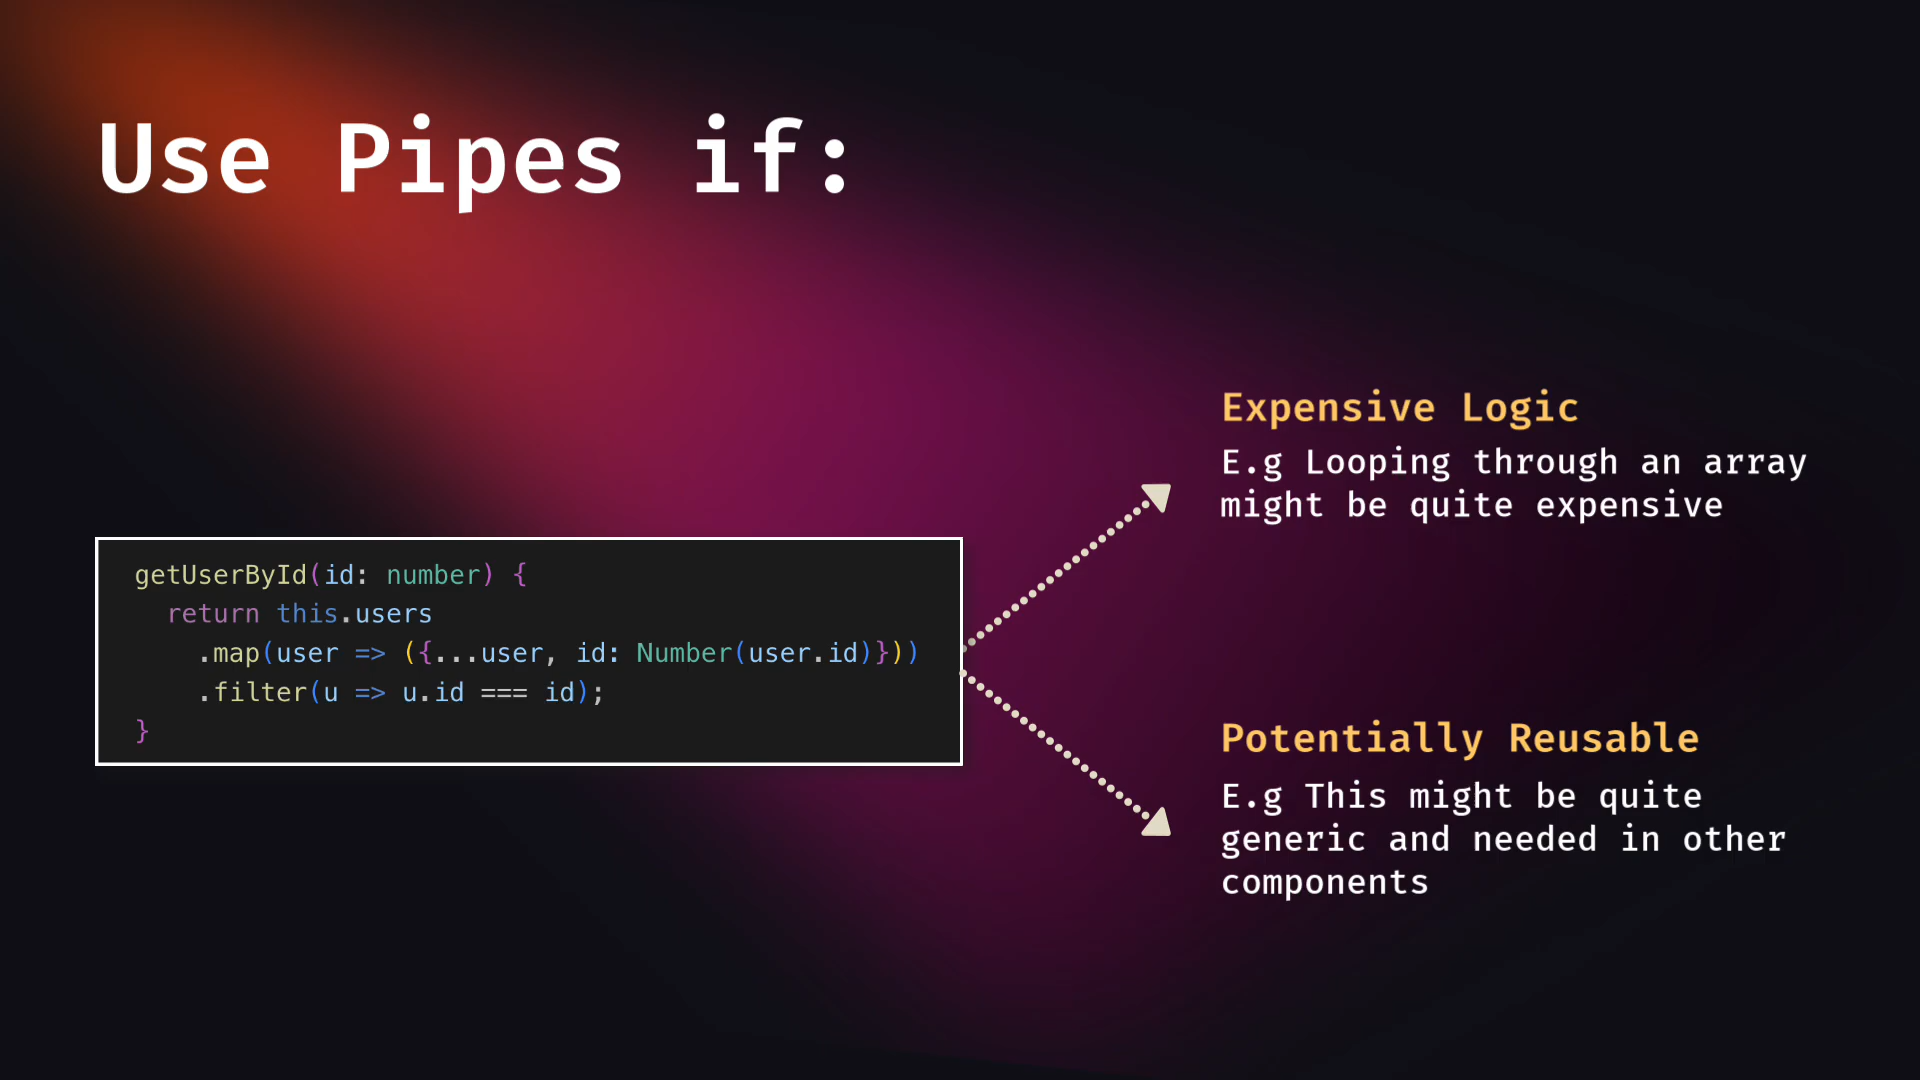 Use Pipes if:
getUserById(id: number) {
  return this.users
    .map(user => ({...user, id: Number(user.id)}))
    .filter(u => u.id === id);
}
Expensive Logic
E.g Looping through an array
might be quite expensive
Potentially Reusable
E.g This might be quite
generic and needed in other
components